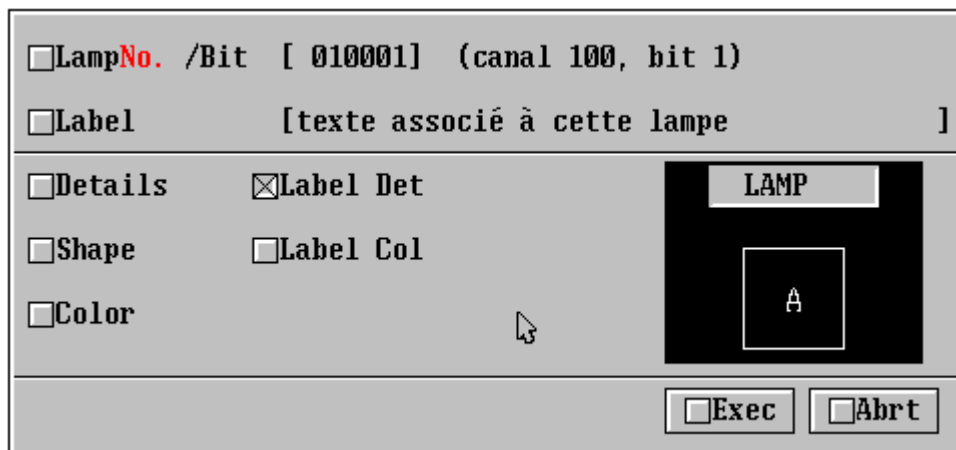 LampNo. /Bit [ 010001] (canal 100, bit 1)
Label [texte associé à cette lampe ]
Details Label Det LAMP
Shape Label Col
A
Color
Exec Abrt